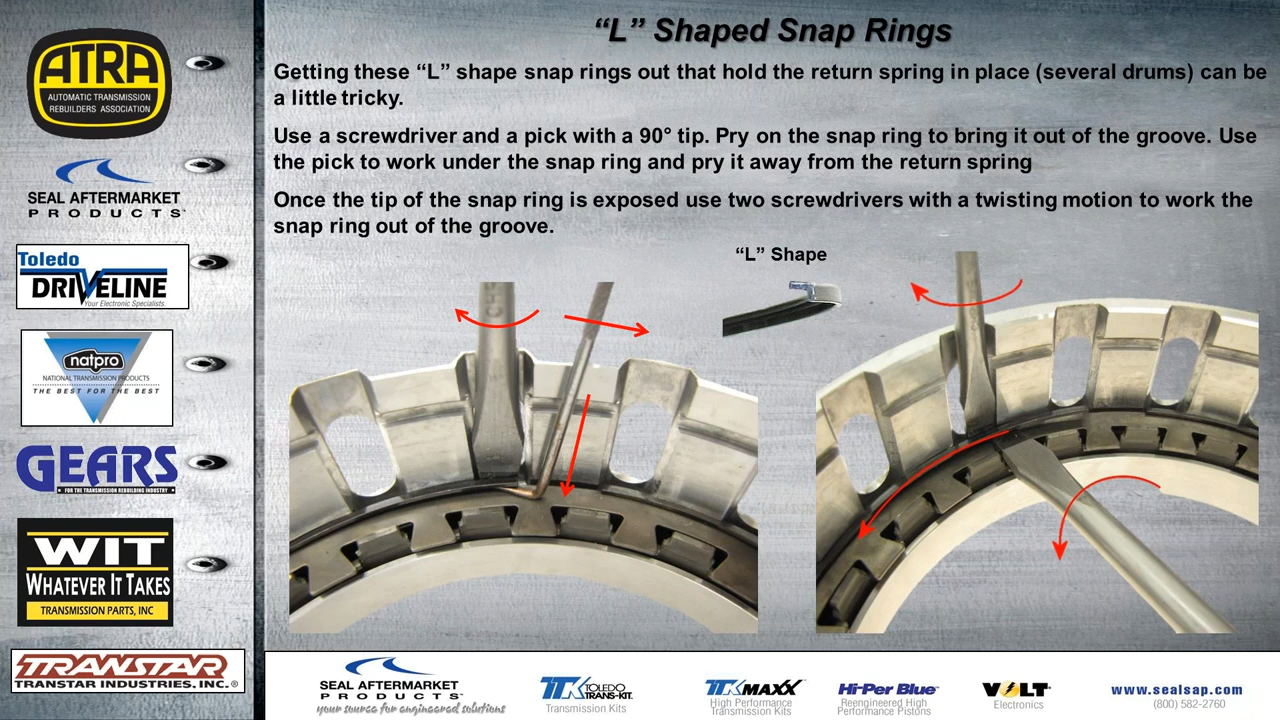 “L” Shaped Snap Rings
Getting these “L” shape snap rings out that hold the return spring in place (several drums) can be
a little tricky.
Use a screwdriver and a pick with a 90° tip. Pry on the snap ring to bring it out of the groove. Use
the pick to work under the snap ring and pry it away from the return spring
Once the tip of the snap ring is exposed use two screwdrivers with a twisting motion to work the
snap ring out of the groove.
“L” Shape
ATRA
AUTOMATIC TRANSMISSION
REBUILDERS ASSOCIATION
SEAL AFTERMARKET
PRODUCTS
Toledo
DRIVELINE
Your Electronic Specialists.
natpro
NATIONAL TRANSMISSION PRODUCTS
THE BEST FOR THE BEST
GEARS
FOR THE TRANSMISSION REBUILDING INDUSTRY
WIT
WHATEVER IT TAKES
TRANSMISSION PARTS, INC
TRANSTAR
TRANSTAR INDUSTRIES, INC.®
SEAL AFTERMARKET
PRODUCTS
your source for engineered solutions
TTK TOLEDO TRANS-KIT
Transmission Kits
TTK MAXX
High Performance
Transmission Kits
Hi-Per Blue
Reengineered High
Performance Pistons
VOLT
Electronics
www.sealsap.com
(800) 582-2760